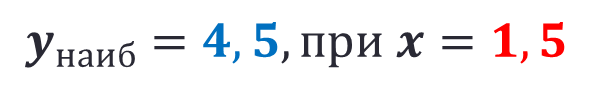 yнаиб = 4, 5, при x = 1, 5